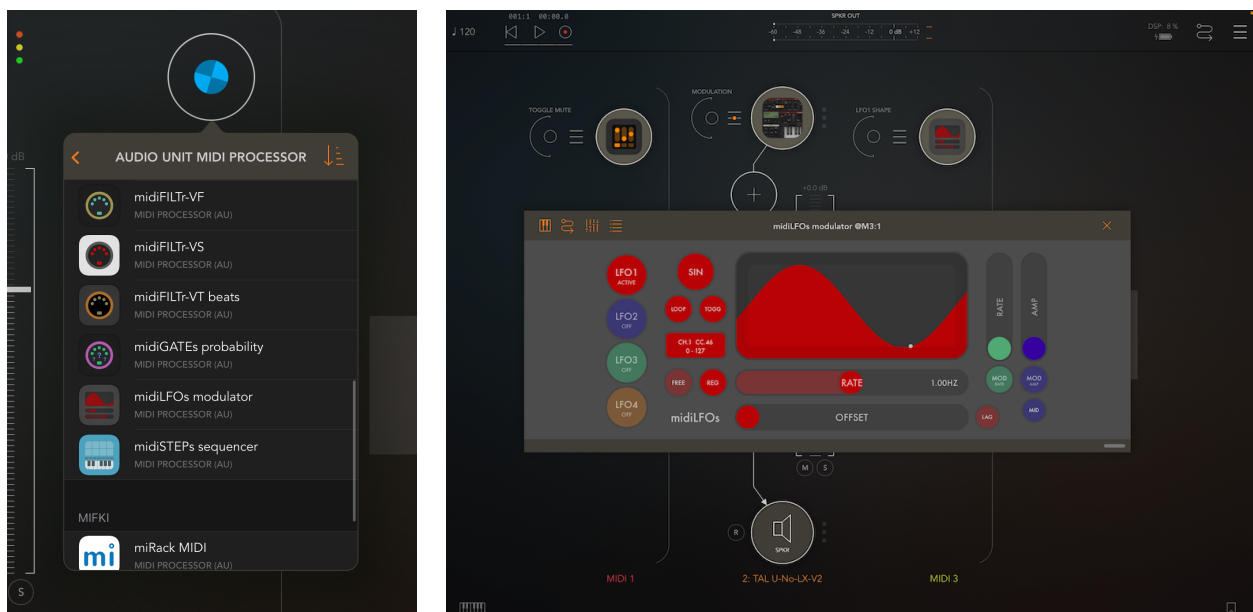 dB
AUDIO UNIT MIDI PROCESSOR
midiFILTr-VF
MIDI PROCESSOR (AU)
midiFILTr-VS
MIDI PROCESSOR (AU)
midiFILTr-VT beats
MIDI PROCESSOR (AU)
midiGATEs probability
MIDI PROCESSOR (AU)
midiLFOs modulator
MIDI PROCESSOR (AU)
midiSTEPs sequencer
MIDI PROCESSOR (AU)
MIFKI
mi
miRack MIDI
MIDI PROCESSOR (AU)
S
♩ 120
001:1 00:00.0
SPKR OUT
-60 -48 -36 -24 -12 0 dB +12
DSP: 8 %
TOGGLE MUTE
MODULATION
LFO1 SHAPE
+0.0 dB
midiLFOs modulator @M3:1
LFO1
ACTIVE
LFO2
OFF
LFO3
OFF
LFO4
OFF
SIN
LOOP
TOGG
CH.1 CC.46
0 - 127
FREE
REG
midiLFOs
RATE
1.00HZ
OFFSET
LAG
RATE
AMP
MOD
RATE
MOD
AMP
MID
M
S
R
SPKR
MIDI 1
2: TAL U-No-LX-V2
MIDI 3